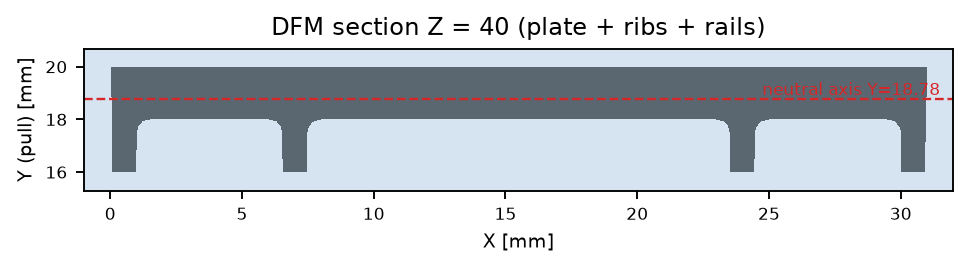 DFM section Z = 40 (plate + ribs + rails)
Y (pull) [mm]
20
18
16
neutral axis Y=18.78
0
5
10
15
20
25
30
X [mm]